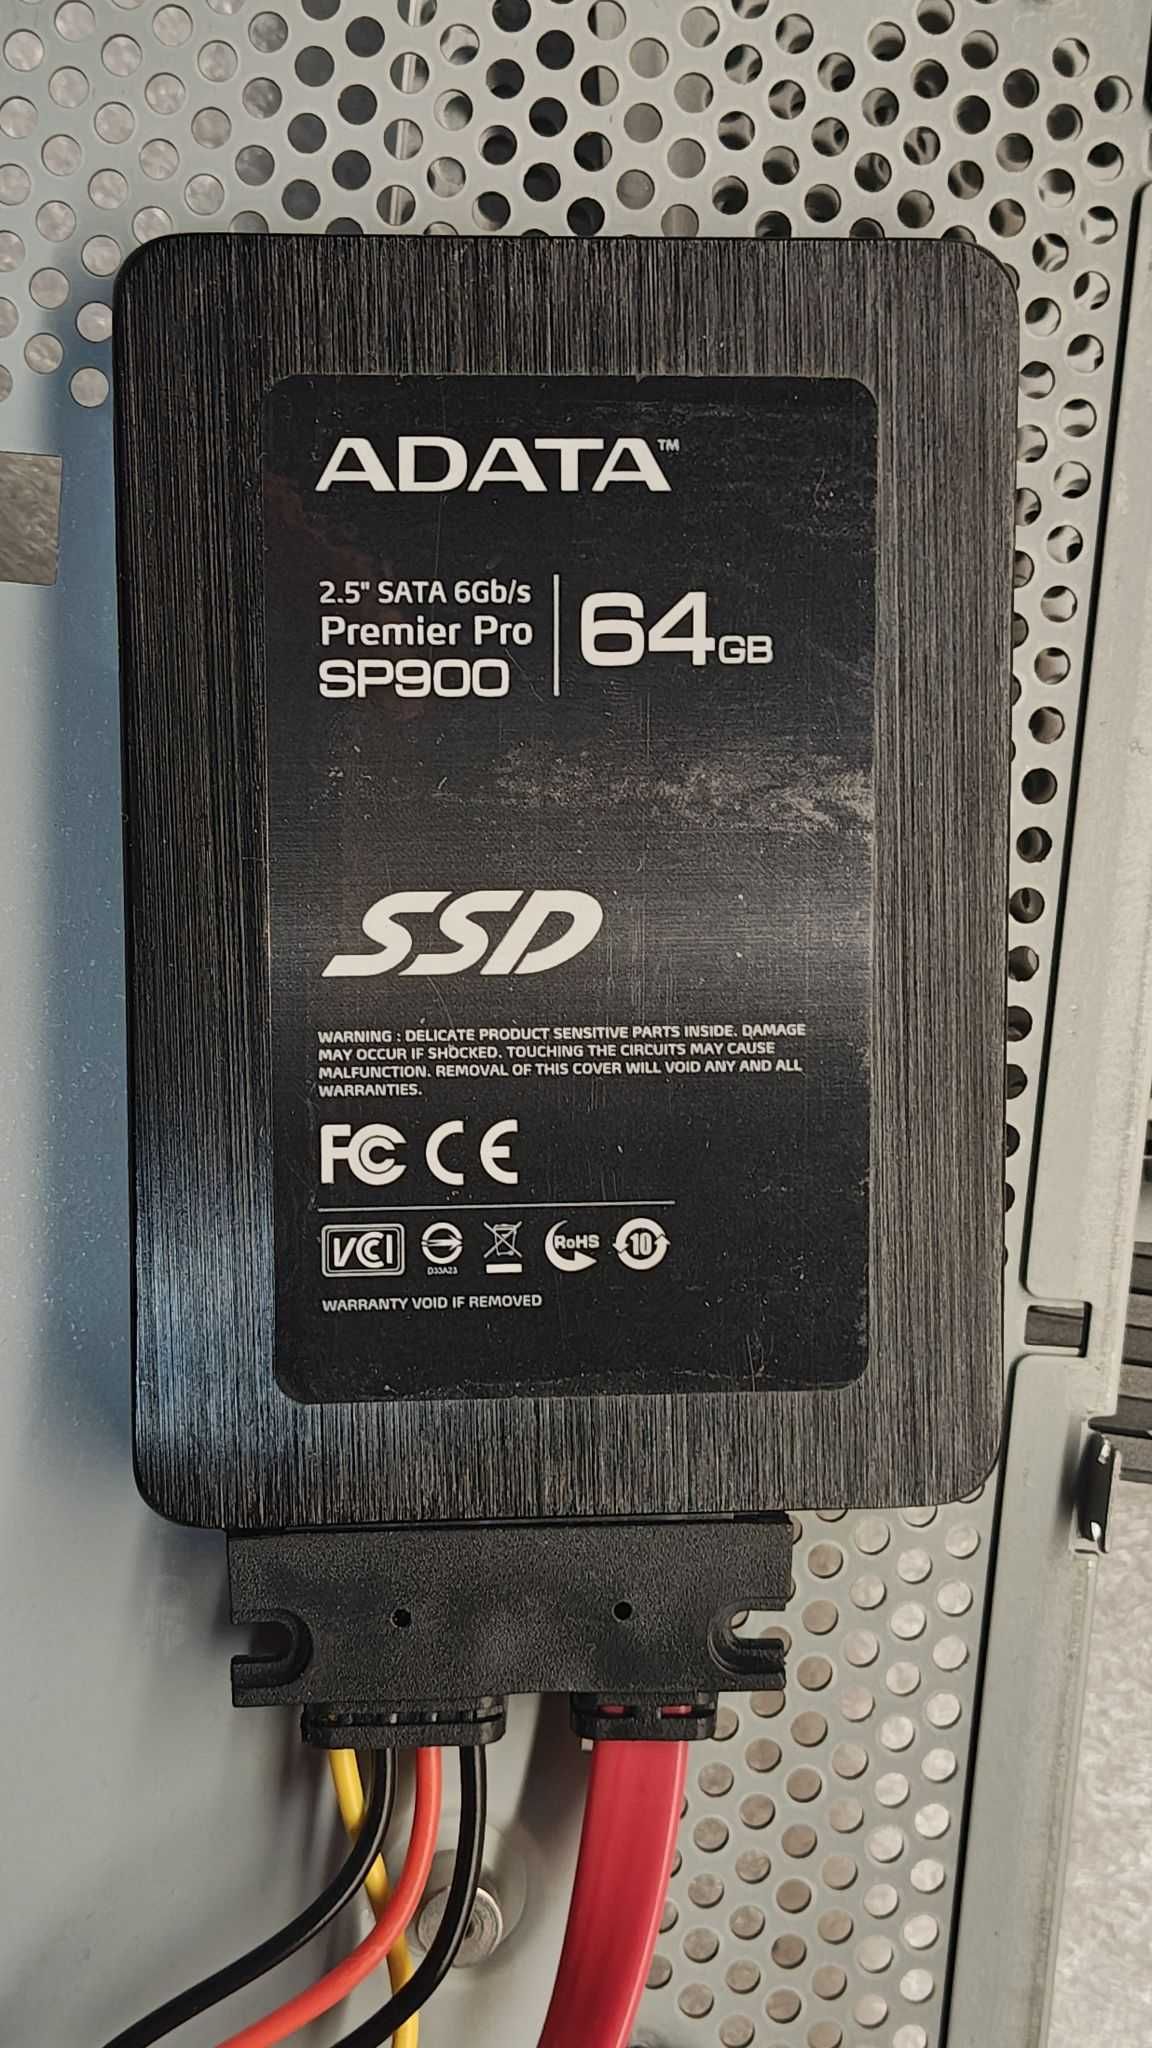 ADATA™
2.5" SATA 6Gb/s
Premier Pro
SP900
64GB
SSD
WARNING : DELICATE PRODUCT SENSITIVE PARTS INSIDE. DAMAGE
MAY OCCUR IF SHOCKED. TOUCHING THE CIRCUITS MAY CAUSE
MALFUNCTION. REMOVAL OF THIS COVER WILL VOID ANY AND ALL
WARRANTIES.
FC CE
VCI D33A23 RoHS 10
WARRANTY VOID IF REMOVED